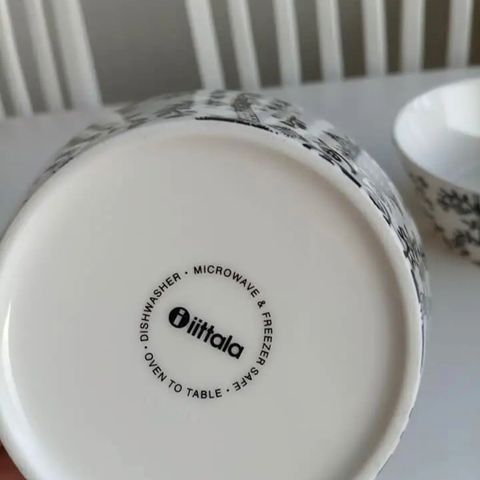 DISHWASHER · MICROWAVE & FREEZER SAFE · OVEN TO TABLE ·
i iittala